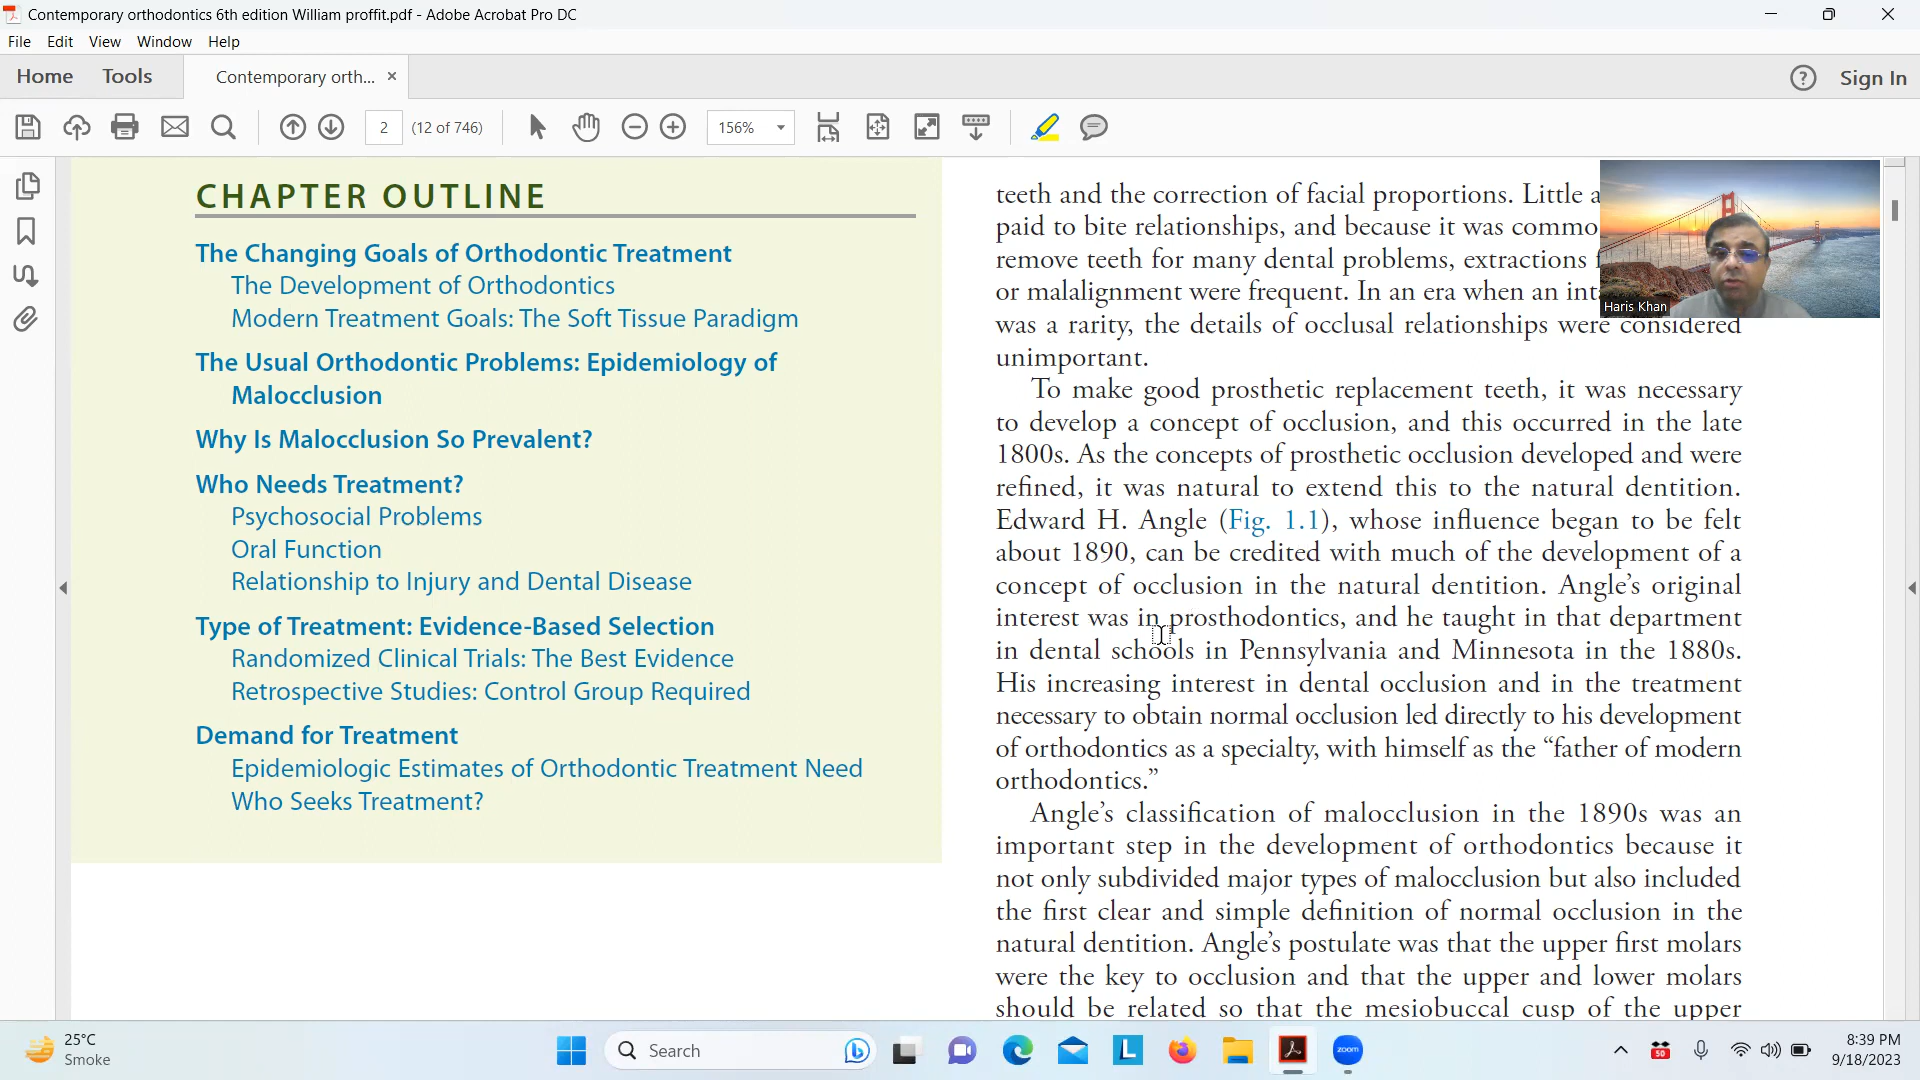 Contemporary orthodontics 6th edition William proffit.pdf - Adobe Acrobat Pro DC
File Edit View Window Help
Home Tools Contemporary orth... × Sign In
2 (12 of 746) 156%
CHAPTER OUTLINE
The Changing Goals of Orthodontic Treatment
The Development of Orthodontics
Modern Treatment Goals: The Soft Tissue Paradigm
The Usual Orthodontic Problems: Epidemiology of
Malocclusion
Why Is Malocclusion So Prevalent?
Who Needs Treatment?
Psychosocial Problems
Oral Function
Relationship to Injury and Dental Disease
Type of Treatment: Evidence-Based Selection
Randomized Clinical Trials: The Best Evidence
Retrospective Studies: Control Group Required
Demand for Treatment
Epidemiologic Estimates of Orthodontic Treatment Need
Who Seeks Treatment?
teeth and the correction of facial proportions. Little
paid to bite relationships, and because it was
remove teeth for many dental problems, extractions
or malalignment were frequent. In an era when an
was a rarity, the details of occlusal relationships were considered
unimportant.
To make good prosthetic replacement teeth, it was necessary
to develop a concept of occlusion, and this occurred in the late
1800s. As the concepts of prosthetic occlusion developed and were
refined, it was natural to extend this to the natural dentition.
Edward H. Angle (Fig. 1.1), whose influence began to be felt
about 1890, can be credited with much of the development of a
concept of occlusion in the natural dentition. Angle’s original
interest was in prosthodontics, and he taught in that department
in dental schools in Pennsylvania and Minnesota in the 1880s.
His increasing interest in dental occlusion and in the treatment
necessary to obtain normal occlusion led directly to his development
of orthodontics as a specialty, with himself as the “father of modern
orthodontics.”
Angle’s classification of malocclusion in the 1890s was an
important step in the development of orthodontics because it
not only subdivided major types of malocclusion but also included
the first clear and simple definition of normal occlusion in the
natural dentition. Angle’s postulate was that the upper first molars
were the key to occlusion and that the upper and lower molars
should be related so that the mesiobuccal cusp of the upper
Haris Khan
25°C
Smoke
Search
L
zoom
50
8:39 PM
9/18/2023